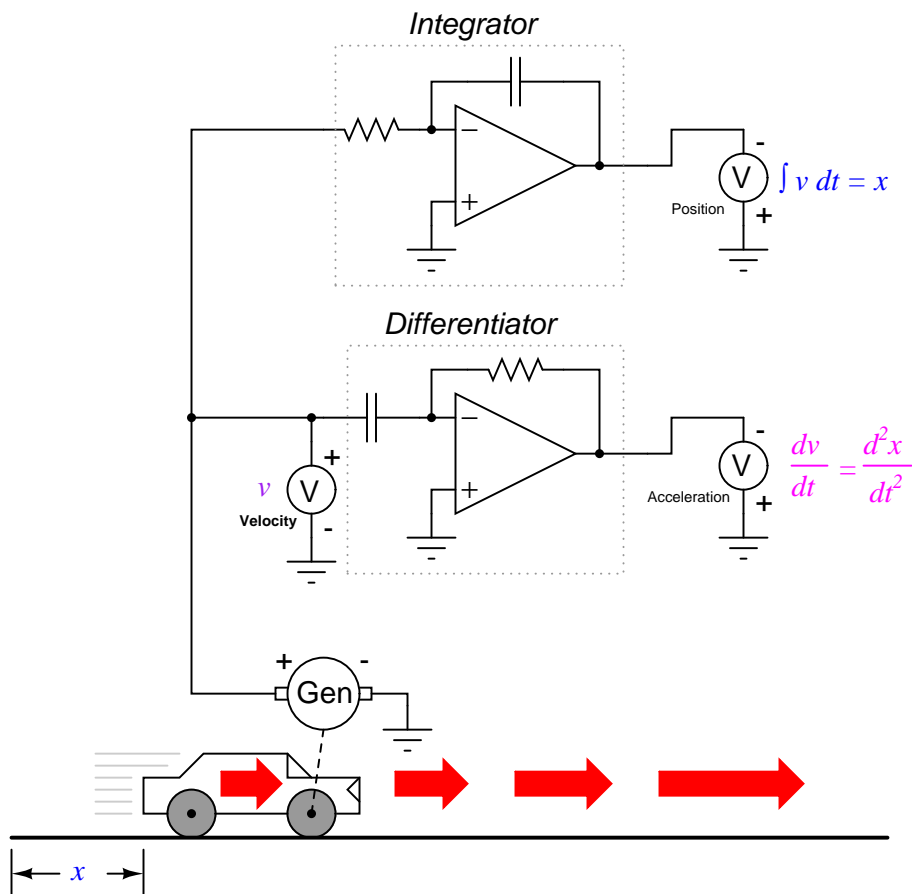 Integrator
−
+
-
V
+
Position
∫ v dt = x
Differentiator
−
+
+
V
-
v
Velocity
-
V
+
Acceleration
dv/dt = d²x/dt²
+
-
Gen
x